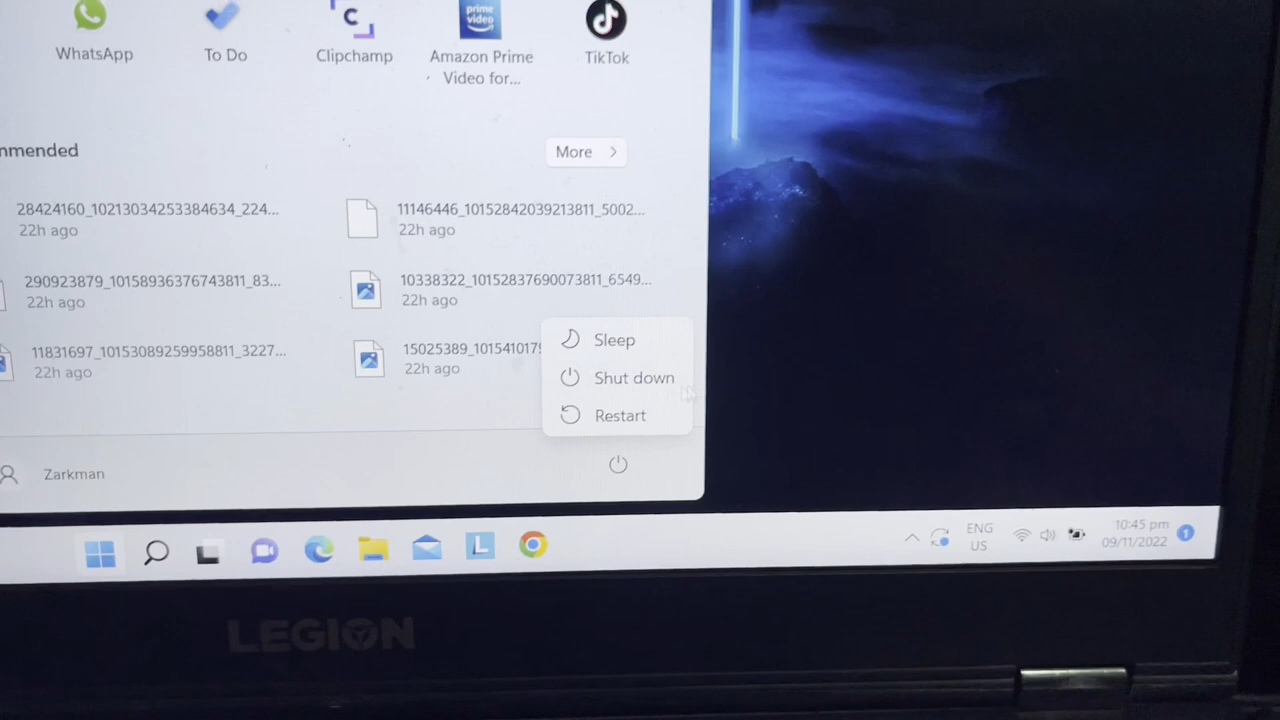 WhatsApp
To Do
Clipchamp
Amazon Prime
Video for...
TikTok
prime
video
mmended
More
28424160_10213034253384634_224...
22h ago
11146446_10152842039213811_5002...
22h ago
290923879_10158936376743811_83...
22h ago
10338322_10152837690073811_6549...
22h ago
11831697_10153089259958811_3227...
22h ago
15025389_1015410179
22h ago
Sleep
Shut down
Restart
Zarkman
L
ENG
US
10:45 pm
09/11/2022
1
LEGION